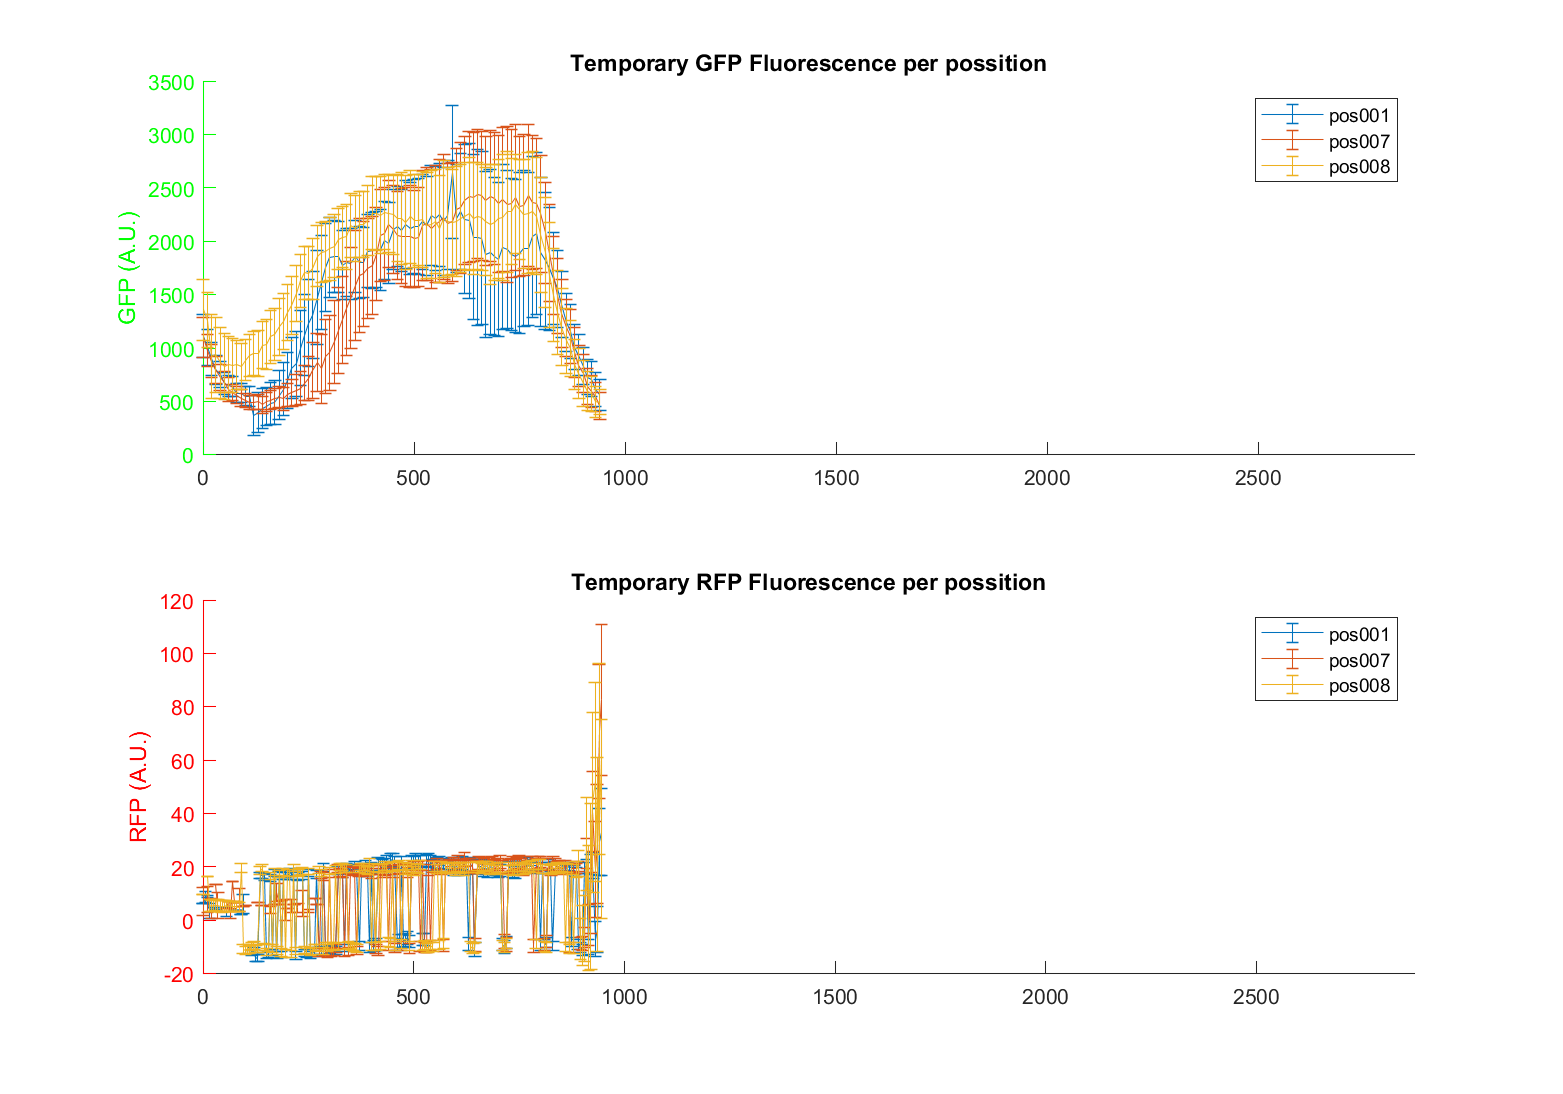 Temporary GFP Fluorescence per possition
GFP (A.U.)
3500
3000
2500
2000
1500
1000
500
0
0 500 1000 1500 2000 2500
pos001
pos007
pos008
Temporary RFP Fluorescence per possition
RFP (A.U.)
120
100
80
60
40
20
0
-20
0 500 1000 1500 2000 2500
pos001
pos007
pos008